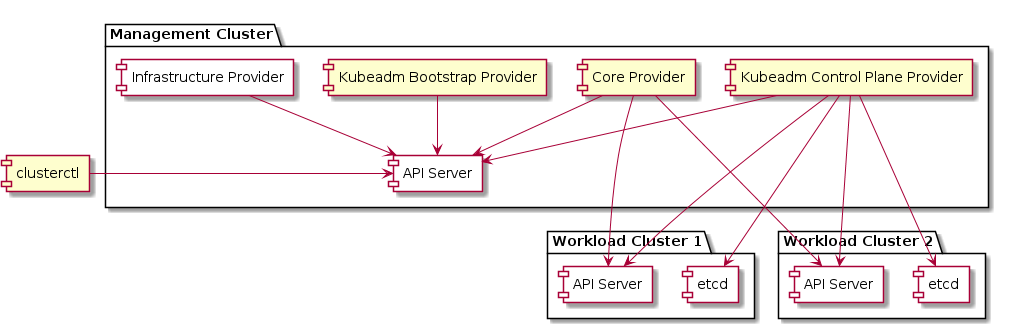 Management Cluster
Infrastructure Provider
Kubeadm Bootstrap Provider
Core Provider
Kubeadm Control Plane Provider
clusterctl
API Server
Workload Cluster 1
API Server
etcd
Workload Cluster 2
API Server
etcd